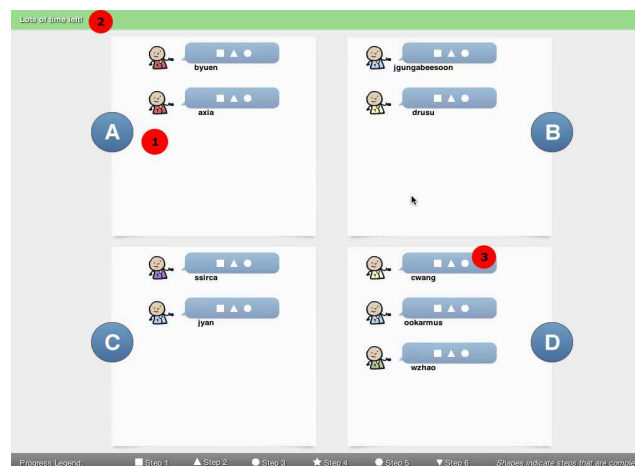 Lots of time left! 2
byuen
axia
A 1
jgungabeesoon
drusu
B
ssirca
jyan
C
3
cwang
ookarmus
wzhao
D
Progress Legend: Step 1 Step 2 Step 3 Step 4 Step 5 Step 6 Shapes indicate steps that are comple